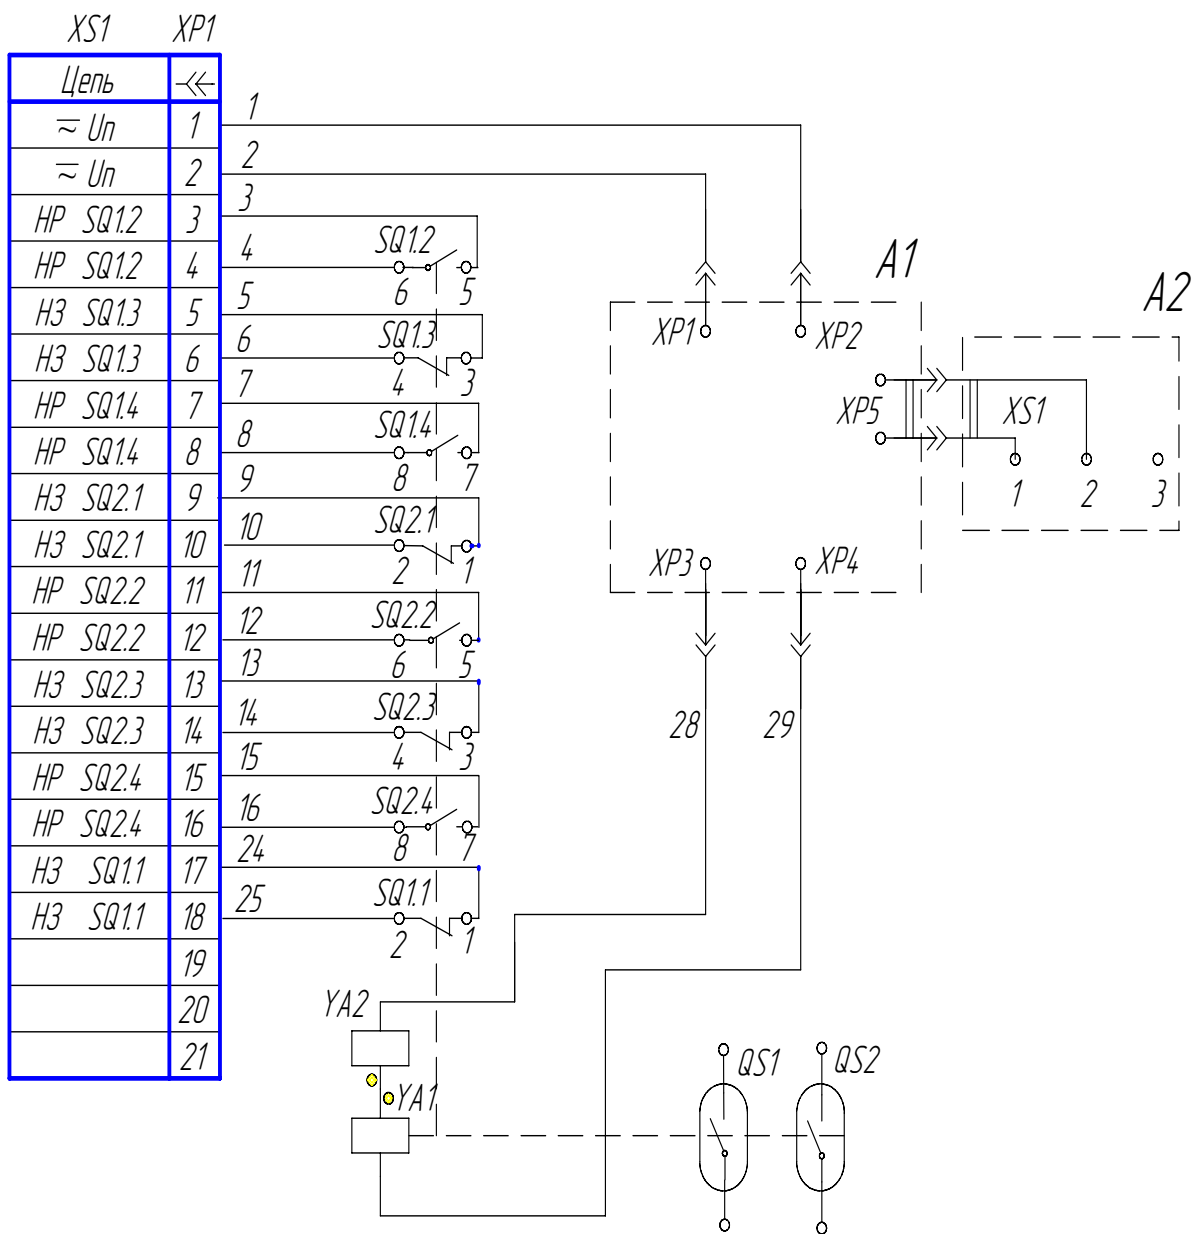 XS1 XP1
Цепь
≂ Uп 1
≂ Uп 2
НР SQ1.2 3
НР SQ1.2 4
НЗ SQ1.3 5
НЗ SQ1.3 6
НР SQ1.4 7
НР SQ1.4 8
НЗ SQ2.1 9
НЗ SQ2.1 10
НР SQ2.2 11
НР SQ2.2 12
НЗ SQ2.3 13
НЗ SQ2.3 14
НР SQ2.4 15
НР SQ2.4 16
НЗ SQ1.1 17
НЗ SQ1.1 18
19
20
21
1
2
3
4
5
6
7
8
9
10
11
12
13
14
15
16
24
25
SQ1.2
6 5
SQ1.3
4 3
SQ1.4
8 7
SQ2.1
2 1
SQ2.2
6 5
SQ2.3
4 3
SQ2.4
8 7
SQ1.1
2 1
A1
XP1 XP2
XP5
XP3 XP4
28 29
A2
XS1
1 2 3
YA2
YA1
QS1 QS2